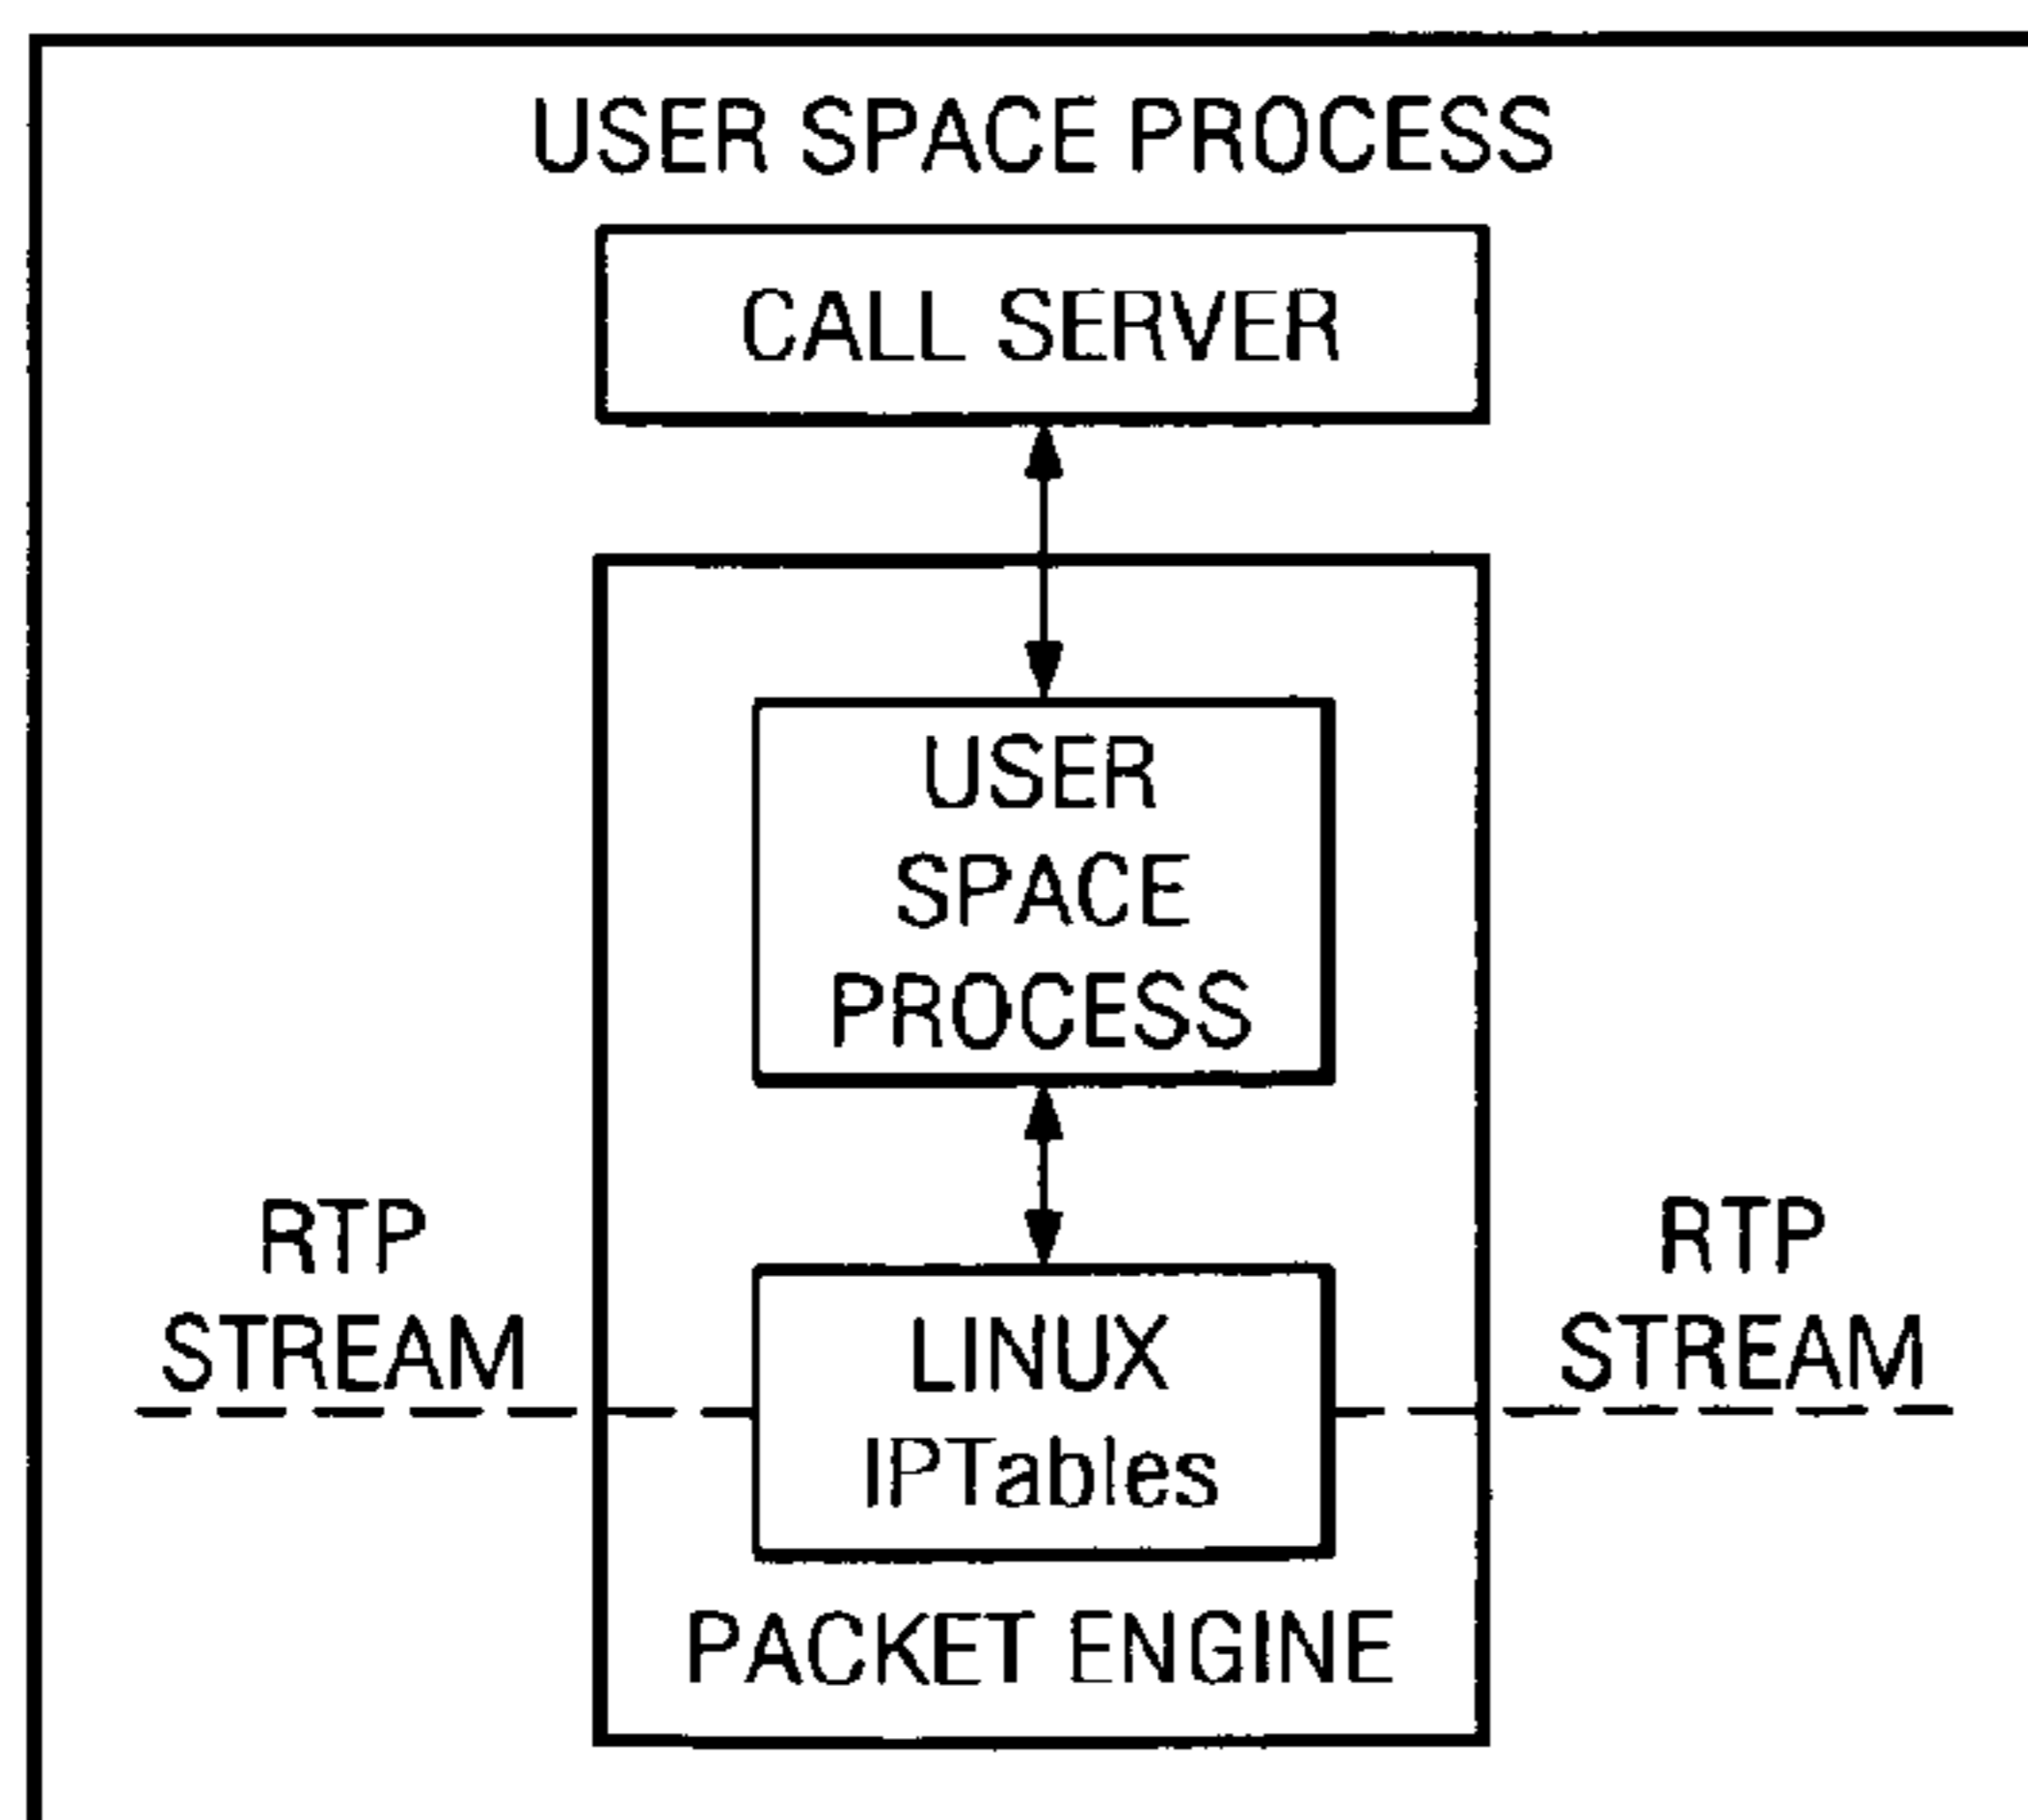 USER SPACE PROCESS
CALL SERVER
USER
SPACE
PROCESS
RTP
STREAM
LINUX
IPTables
RTP
STREAM
PACKET ENGINE